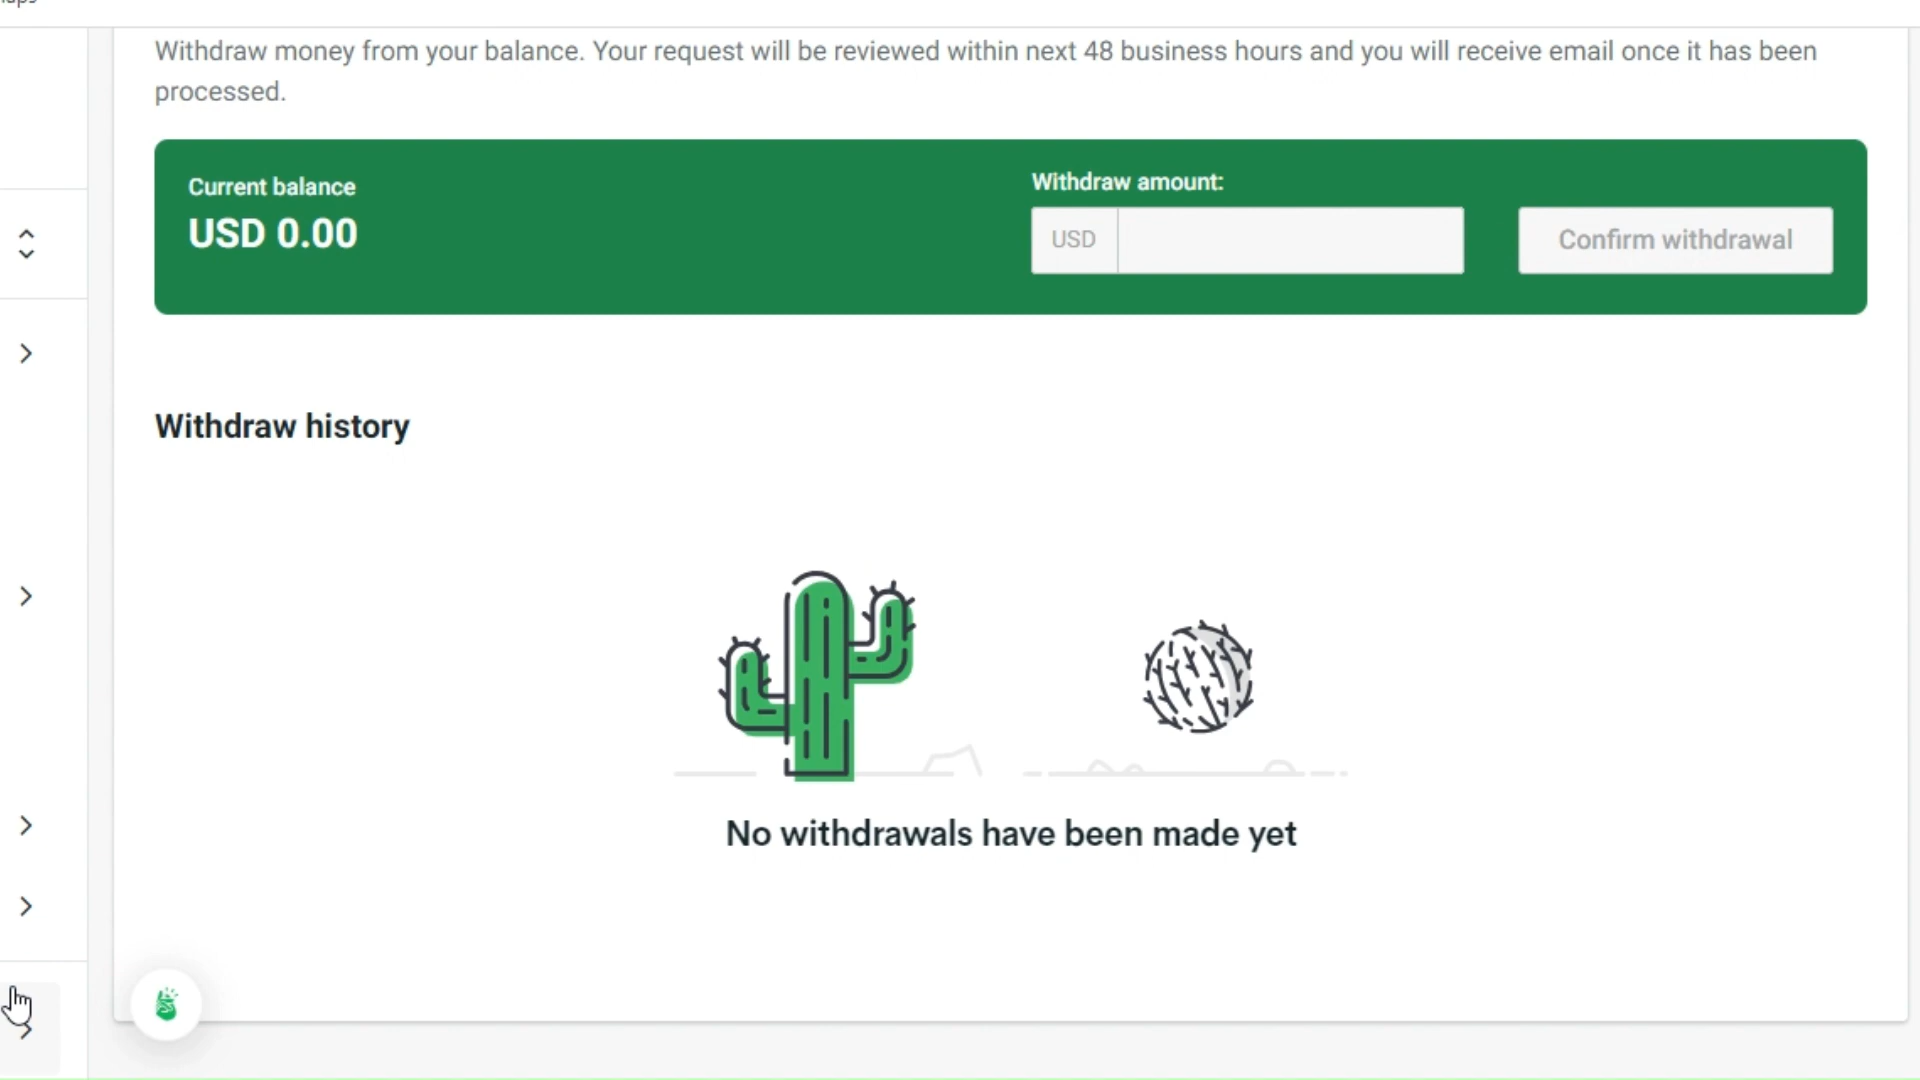 Withdraw money from your balance. Your request will be reviewed within next 48 business hours and you will receive email once it has been
processed.
Current balance
USD 0.00
Withdraw amount:
USD
Confirm withdrawal
Withdraw history
No withdrawals have been made yet